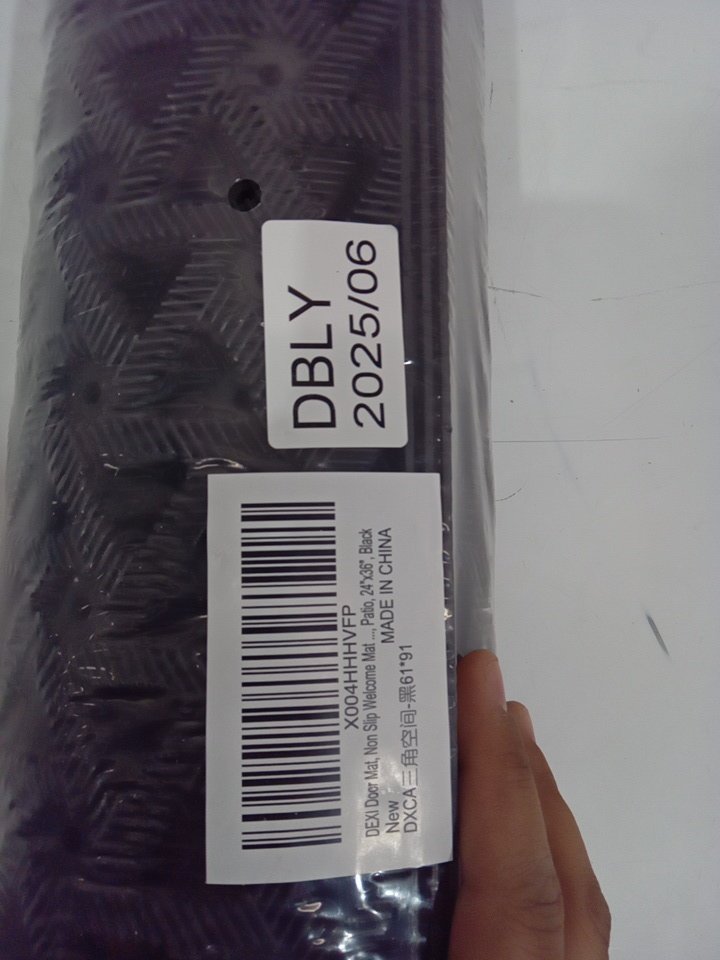 DBLY
2025/06
X004HHHVFP
DEXI Door Mat, Non Slip Welcome Mat ..., Patio, 24"x36", Black
New
MADE IN CHINA
DXCA三角空间-黑61*91